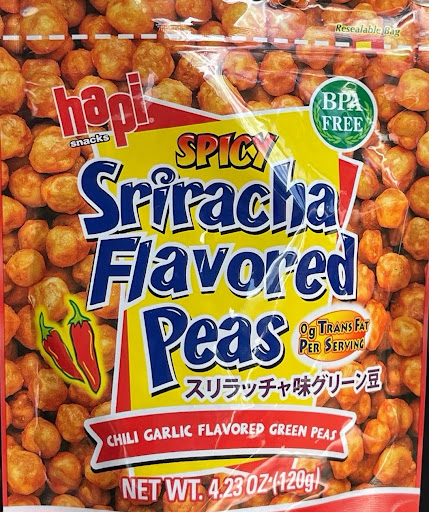 Resealable Bag
hapi
snacks
BPA
FREE
SPICY
Sriracha
Flavored
Peas
0g TRANS FAT
PER SERVING
スリラッチャ味グリーン豆
CHILI GARLIC FLAVORED GREEN PEAS
NET WT. 4.23 OZ (120g)